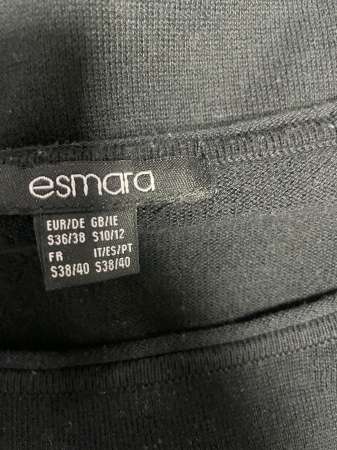 esmara
EUR/DE GB/IE
S36/38 S10/12
FR IT/ES/PT
S38/40 S38/40